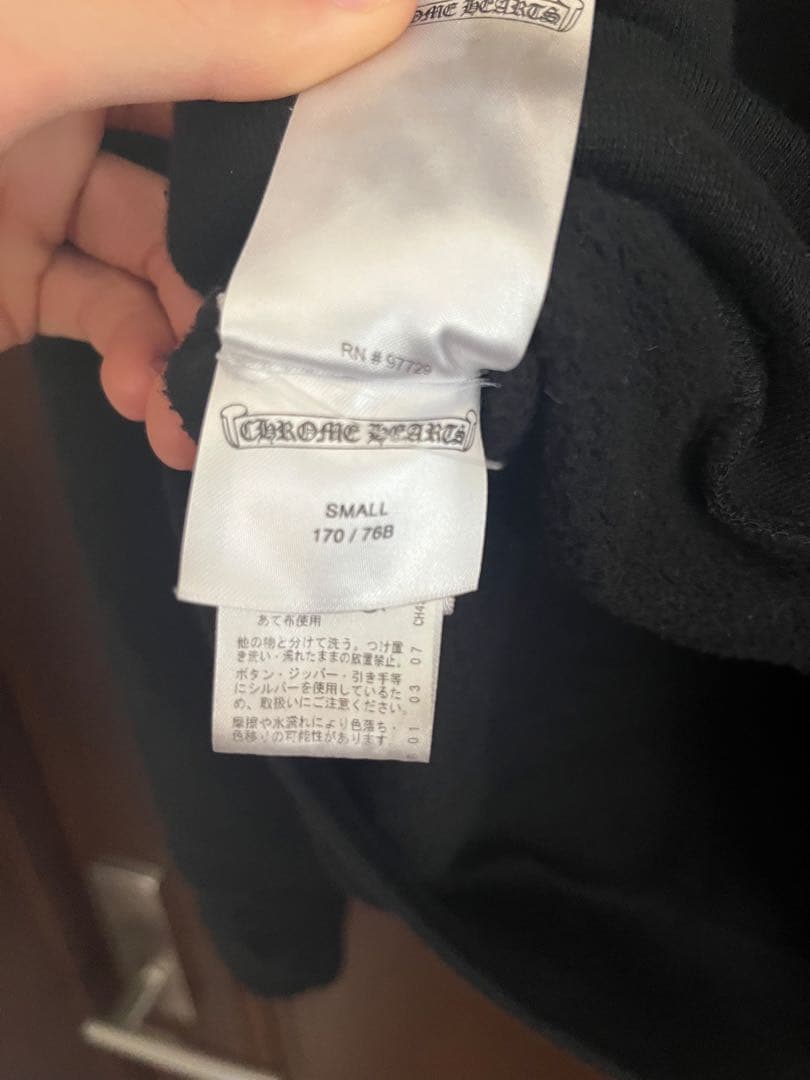 CHROME HEARTS
RN # 97729
CHROME HEARTS
SMALL
170 / 76B
あて布使用
他の物と分けて洗う。つけ置
き洗い・濡れたままの放置禁止。
ボタン・ジッパー・引き手等
にシルバーを使用しているた
め、取扱いにご注意ください。
摩擦や水濡れにより色落ち・
色移りの可能性があります
01 03 07